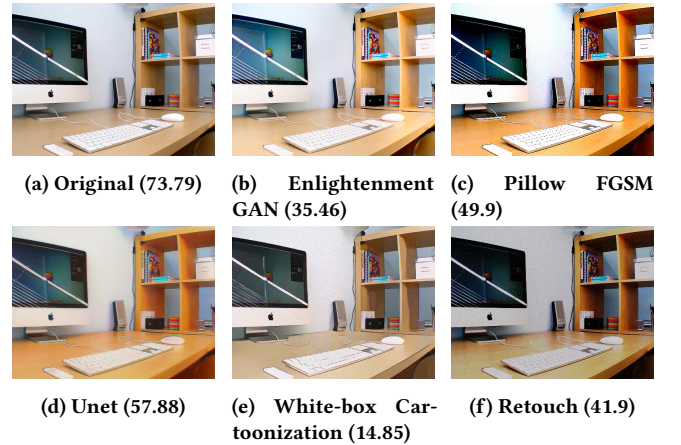 (a) Original (73.79)
(b) Enlightenment
GAN (35.46)
(c) Pillow FGSM
(49.9)
(d) Unet (57.88)
(e) White-box Car-
toonization (14.85)
(f) Retouch (41.9)